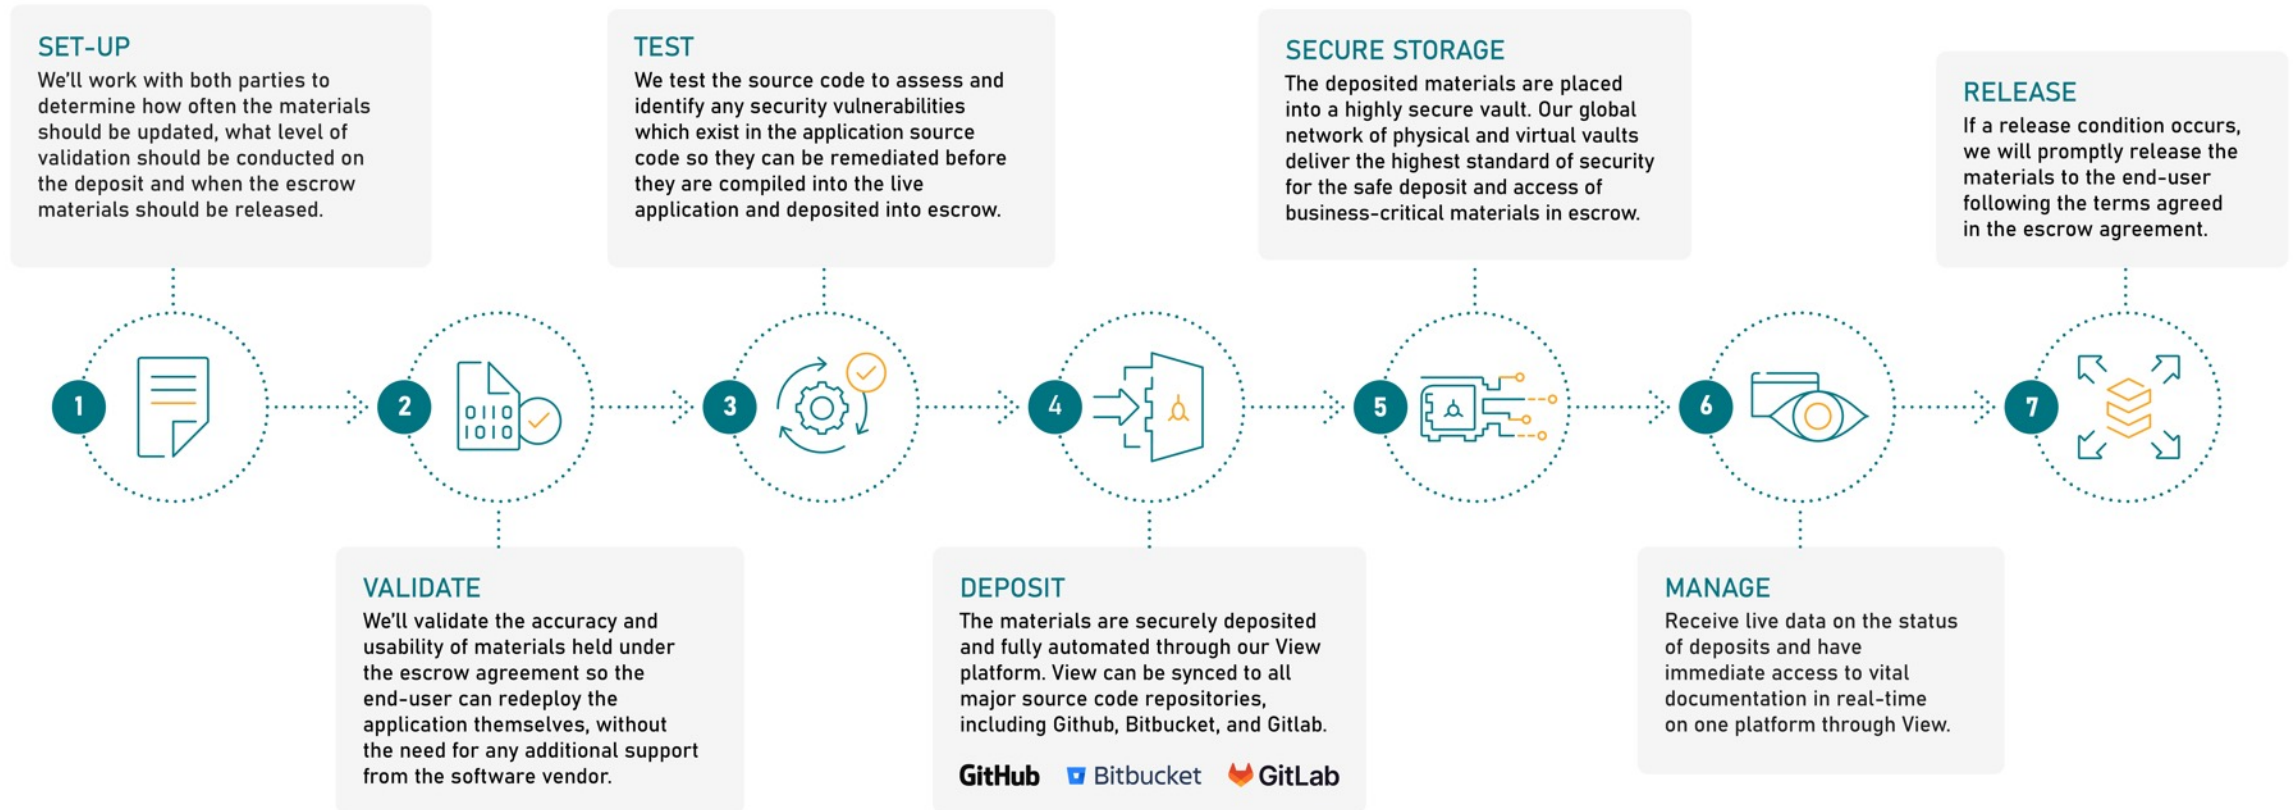 SET-UP
We'll work with both parties to
determine how often the materials
should be updated, what level of
validation should be conducted on
the deposit and when the escrow
materials should be released.
TEST
We test the source code to assess and
identify any security vulnerabilities
which exist in the application source
code so they can be remediated before
they are compiled into the live
application and deposited into escrow.
SECURE STORAGE
The deposited materials are placed
into a highly secure vault. Our global
network of physical and virtual vaults
deliver the highest standard of security
for the safe deposit and access of
business-critical materials in escrow.
RELEASE
If a release condition occurs,
we will promptly release the
materials to the end-user
following the terms agreed
in the escrow agreement.
1
2
0110
1010
3
4
5
6
7
VALIDATE
We'll validate the accuracy and
usability of materials held under
the escrow agreement so the
end-user can redeploy the
application themselves, without
the need for any additional support
from the software vendor.
DEPOSIT
The materials are securely deposited
and fully automated through our View
platform. View can be synced to all
major source code repositories,
including Github, Bitbucket, and Gitlab.
GitHub Bitbucket GitLab
MANAGE
Receive live data on the status
of deposits and have
immediate access to vital
documentation in real-time
on one platform through View.